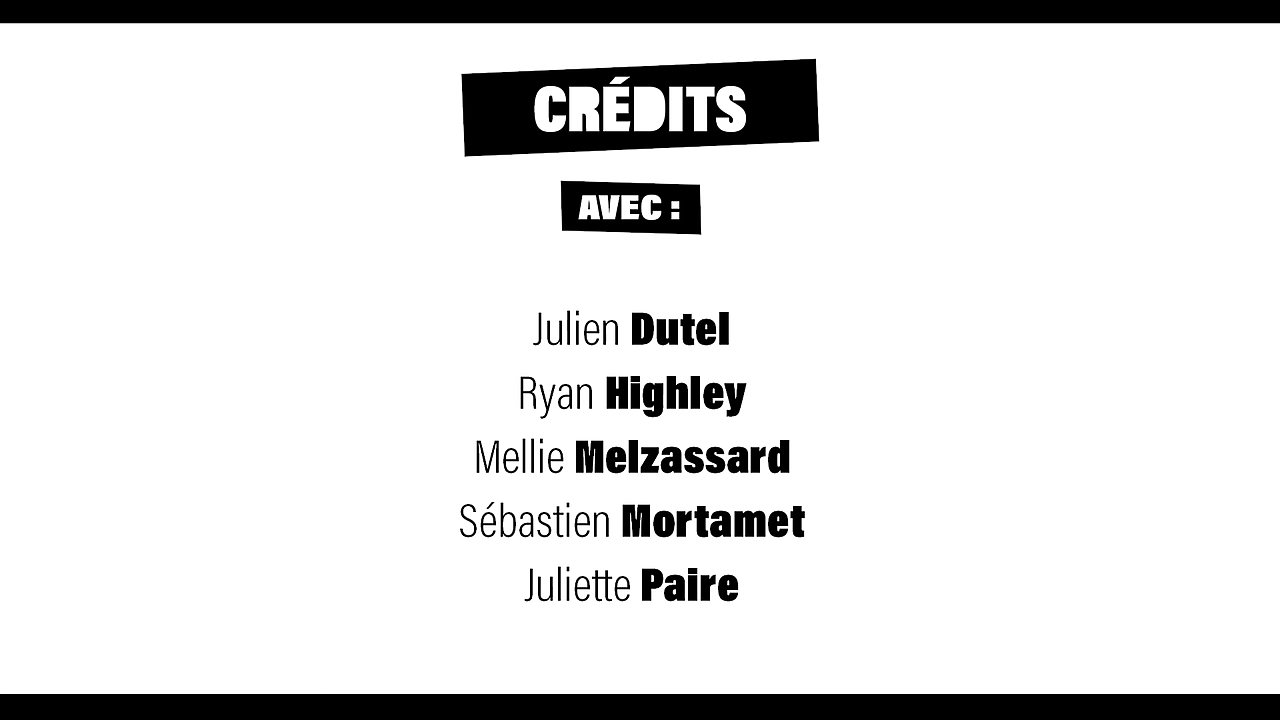 CRÉDITS
AVEC :
Julien Dutel
Ryan Highley
Mellie Melzassard
Sébastien Mortamet
Juliette Paire